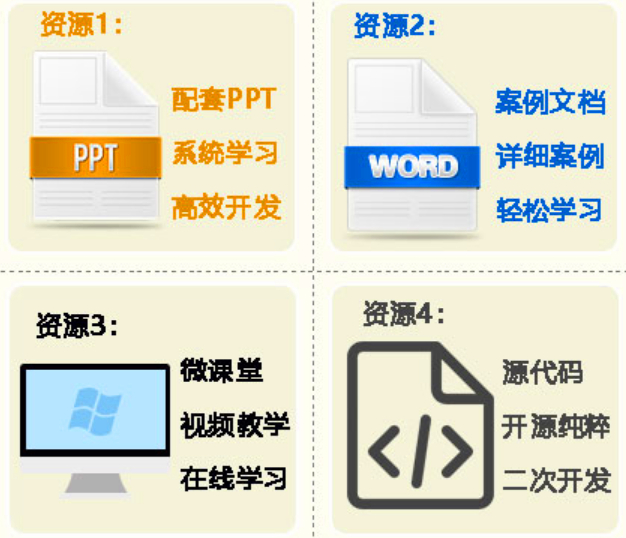 资源1：
PPT
配套PPT
系统学习
高效开发
资源2：
WORD
案例文档
详细案例
轻松学习
资源3：
微课堂
视频教学
在线学习
资源4：
</>
源代码
开源纯粹
二次开发